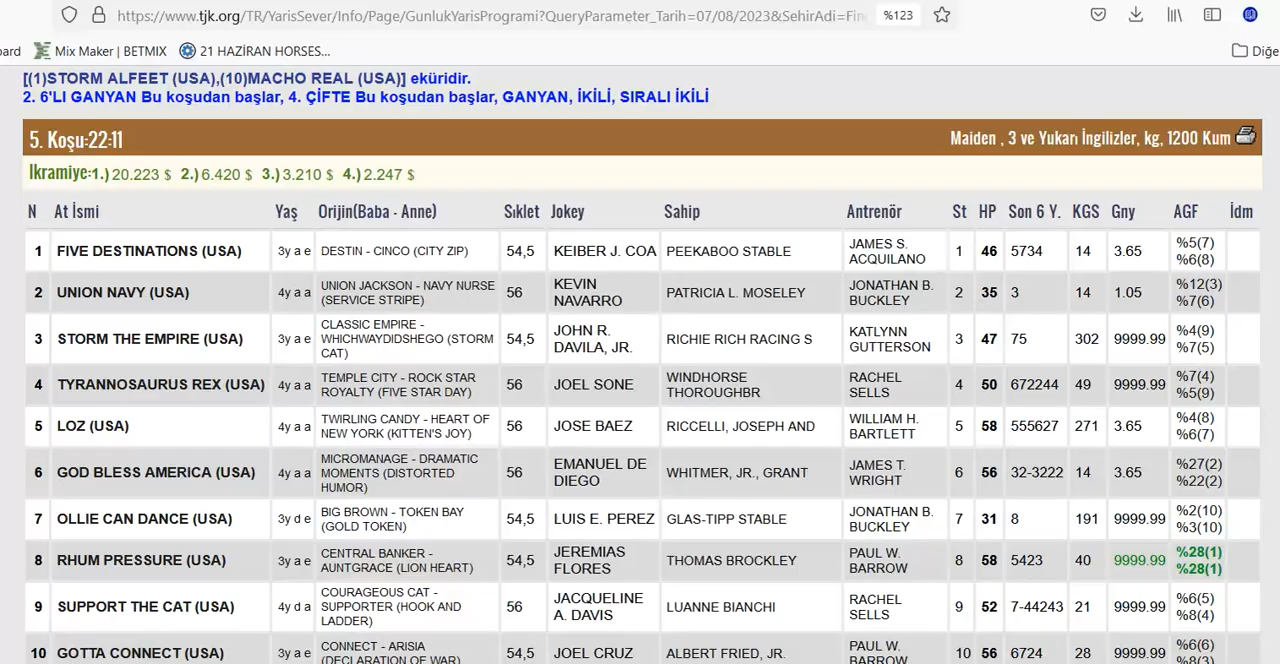 https://www.tjk.org/TR/YarisSever/Info/Page/GunlukYarisProgrami?QueryParameter_Tarih=07/08/2023&SehirAdi=Fin %123
ard Mix Maker | BETMIX 21 HAZİRAN HORSES... Diğe
[(1)STORM ALFEET (USA),(10)MACHO REAL (USA)] eküridir.
2. 6'LI GANYAN Bu koşudan başlar, 4. ÇİFTE Bu koşudan başlar, GANYAN, İKİLİ, SIRALI İKİLİ
5. Koşu:22:11 Maiden , 3 ve Yukarı İngilizler, kg, 1200 Kum
İkramiye:1.) 20.223 $ 2.) 6.420 $ 3.) 3.210 $ 4.) 2.247 $
N At İsmi Yaş Orijin(Baba - Anne) Sıklet Jokey Sahip Antrenör St HP Son 6 Y. KGS Gny AGF İdm
1 FIVE DESTINATIONS (USA) 3y a e DESTIN - CINCO (CITY ZIP) 54,5 KEIBER J. COA PEEKABOO STABLE JAMES S. ACQUILANO 1 46 5734 14 3.65 %5(7) %6(8)
2 UNION NAVY (USA) 4y a a UNION JACKSON - NAVY NURSE (SERVICE STRIPE) 56 KEVIN NAVARRO PATRICIA L. MOSELEY JONATHAN B. BUCKLEY 2 35 3 14 1.05 %12(3) %7(6)
3 STORM THE EMPIRE (USA) 3y a e CLASSIC EMPIRE - WHICHWAYDIDSHEGO (STORM CAT) 54,5 JOHN R. DAVILA, JR. RICHIE RICH RACING S KATLYNN GUTTERSON 3 47 75 302 9999.99 %4(9) %7(5)
4 TYRANNOSAURUS REX (USA) 4y a a TEMPLE CITY - ROCK STAR ROYALTY (FIVE STAR DAY) 56 JOEL SONE WINDHORSE THOROUGHBR RACHEL SELLS 4 50 672244 49 9999.99 %7(4) %5(9)
5 LOZ (USA) 4y a a TWIRLING CANDY - HEART OF NEW YORK (KITTEN'S JOY) 56 JOSE BAEZ RICCELLI, JOSEPH AND WILLIAM H. BARTLETT 5 58 555627 271 3.65 %4(8) %6(7)
6 GOD BLESS AMERICA (USA) 4y a a MICROMANAGE - DRAMATIC MOMENTS (DISTORTED HUMOR) 56 EMANUEL DE DIEGO WHITMER, JR., GRANT JAMES T. WRIGHT 6 56 32-3222 14 3.65 %27(2) %22(2)
7 OLLIE CAN DANCE (USA) 3y d e BIG BROWN - TOKEN BAY (GOLD TOKEN) 54,5 LUIS E. PEREZ GLAS-TIPP STABLE JONATHAN B. BUCKLEY 7 31 8 191 9999.99 %2(10) %3(10)
8 RHUM PRESSURE (USA) 3y a e CENTRAL BANKER - AUNTGRACE (LION HEART) 54,5 JEREMIAS FLORES THOMAS BROCKLEY PAUL W. BARROW 8 58 5423 40 9999.99 %28(1) %28(1)
9 SUPPORT THE CAT (USA) 4y d a COURAGEOUS CAT - SUPPORTER (HOOK AND LADDER) 56 JACQUELINE A. DAVIS LUANNE BIANCHI RACHEL SELLS 9 52 7-44243 21 9999.99 %6(5) %8(4)
10 GOTTA CONNECT (USA) 3y a e CONNECT - ARISIA (DECLARATION OF WAR) 54,5 JOEL CRUZ ALBERT FRIED, JR. PAUL W. BARROW 10 56 6724 28 9999.99 %6(6) %8(3)